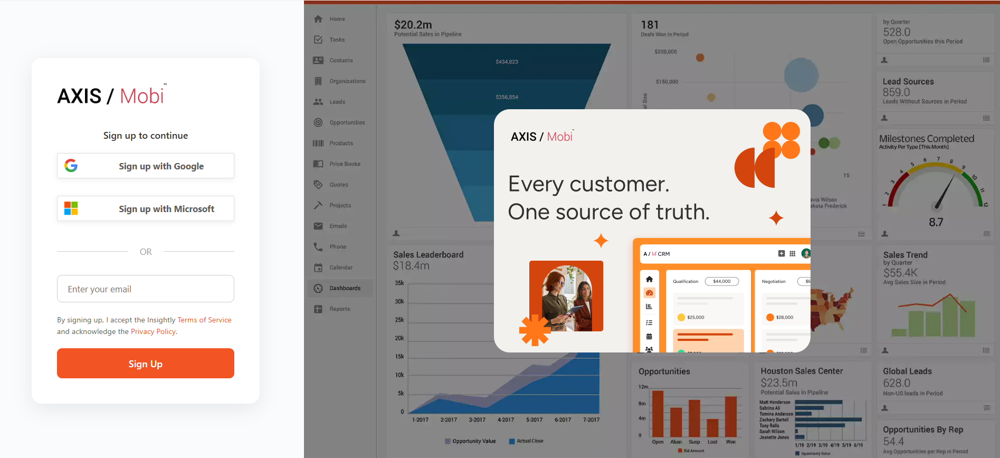 AXIS / Mobi™
Sign up to continue
Sign up with Google
Sign up with Microsoft
OR
Enter your email
By signing up, I accept the Insightly Terms of Service
and acknowledge the Privacy Policy.
Sign Up
Home
Tasks
Contacts
Organizations
Leads
Opportunities
Products
Price Books
Quotes
Projects
Emails
Phone
Calendar
Dashboards
Reports
$20.2m
Potential Sales in Pipeline
$434,823
$356,854
181
Deals Won in Period
$200,000
$150,000
al Size
15
avis Wilson
akota Frederick
by Quarter
528.0
Open Opportunities this Period
Lead Sources
859.0
Leads Without Sources in Period
Milestones Completed
Activity Per Type [This Month]
1
2
3
4
5
6
7
8
9
10
11
12
8.7
AXIS / Mobi™
Every customer.
One source of truth.
A / M CRM
Qualification
$44,000
Negotiation
$6
$25,000
$28,000
Sales Leaderboard
$18.4m
35k
30k
25k
20k
15k
10k
5k
0
1-2017 2-2017 3-2017 4-2017 5-2017 6-2017 7-2017
Opportunity Value
Actual Close
Opportunities
12m
8m
4m
0
Open Aban Susp Lost Won
Bid Amount
Houston Sales Center
$23.5m
Potential Sales in Pipeline
Matt Henderson
Sabrina Ali
Tomina Anderson
Zachary Bartell
Tony Ralls
Sarah Wilson
Jeanette Jones
1/19 2/19 3/19 4/19 5/19 6/19
Opportunity Value
Sales Trend
by Quarter
$55.4K
Avg Sales Size in Period
Global Leads
628.0
Non-US leads in Period
Opportunities By Rep
54.4
Avg Opportunities per Rep in Period